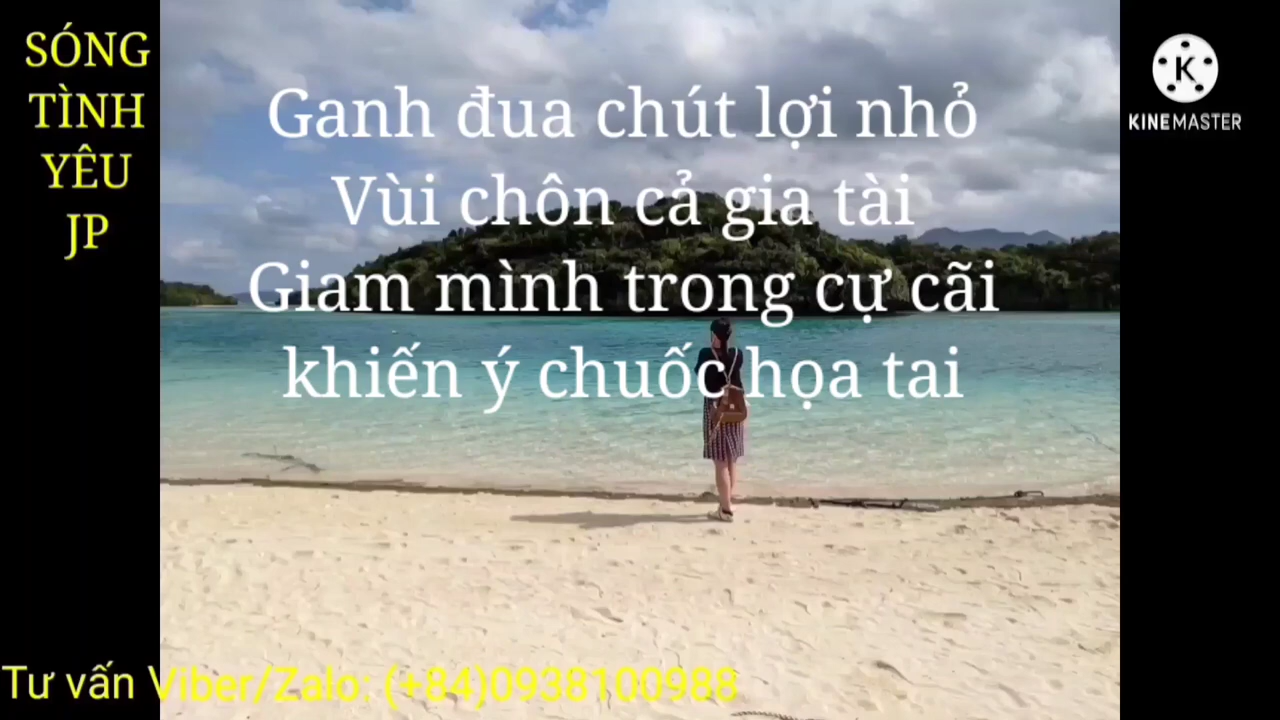 SÓNG
TÌNH
YÊU
JP
Ganh đua chút lợi nhỏ
Vùi chôn cả gia tài
Giam mình trong cự cãi
khiến ý chuốc họa tai
K
KINEMASTER
Tư vấn Viber/Zalo: (+84)0938100988